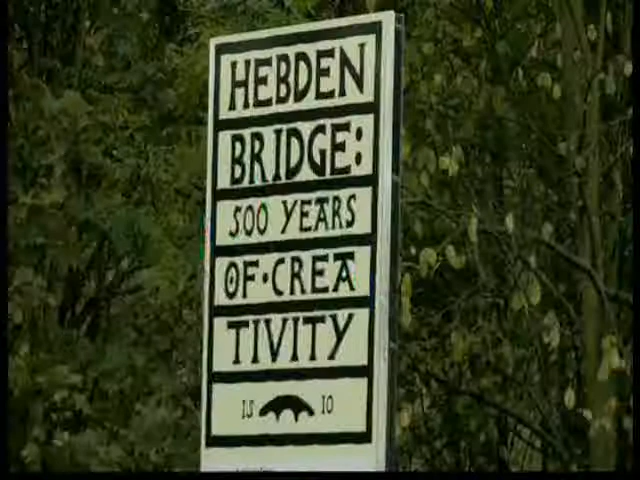 HEBDEN
BRIDGE:
500 YEARS
OF·CREA
TIVITY
15 10